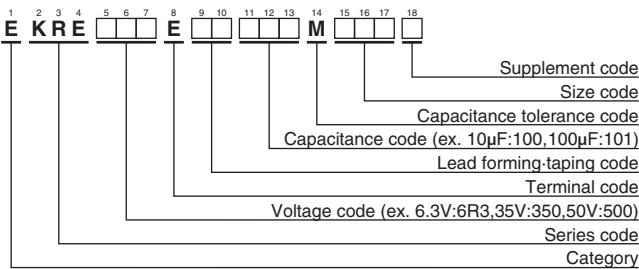 1 2 3 4 5 6 7 8 9 10 11 12 13 14 15 16 17 18
E KRE □□□ E □□ □□□ M □□□ □
Supplement code
Size code
Capacitance tolerance code
Capacitance code (ex. 10μF:100,100μF:101)
Lead forming·taping code
Terminal code
Voltage code (ex. 6.3V:6R3,35V:350,50V:500)
Series code
Category